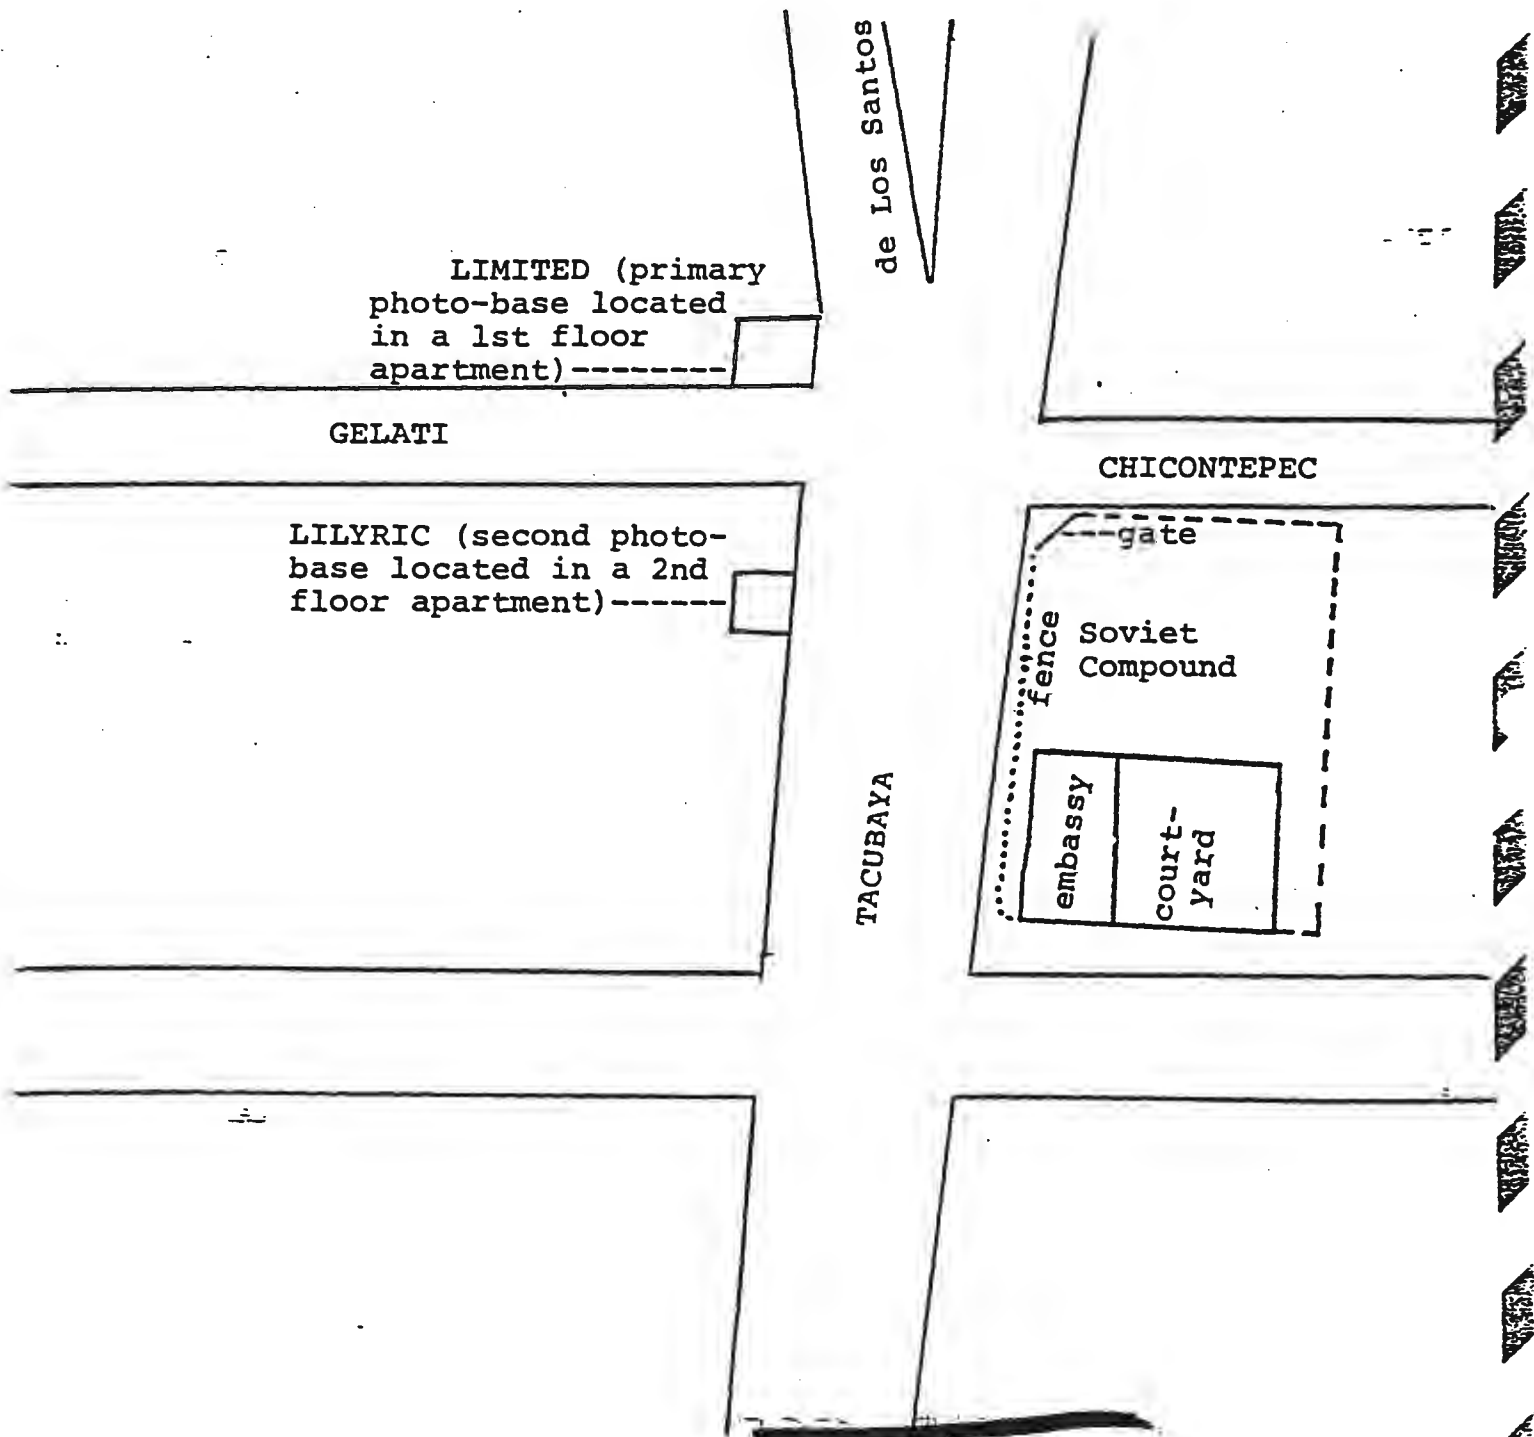 de Los Santos
LIMITED (primary
photo-base located
in a 1st floor
apartment)--------
GELATI
CHICONTEPEC
LILYRIC (second photo-
base located in a 2nd
floor apartment)------
---gate
fence
Soviet
Compound
TACUBAYA
embassy
court-
yard